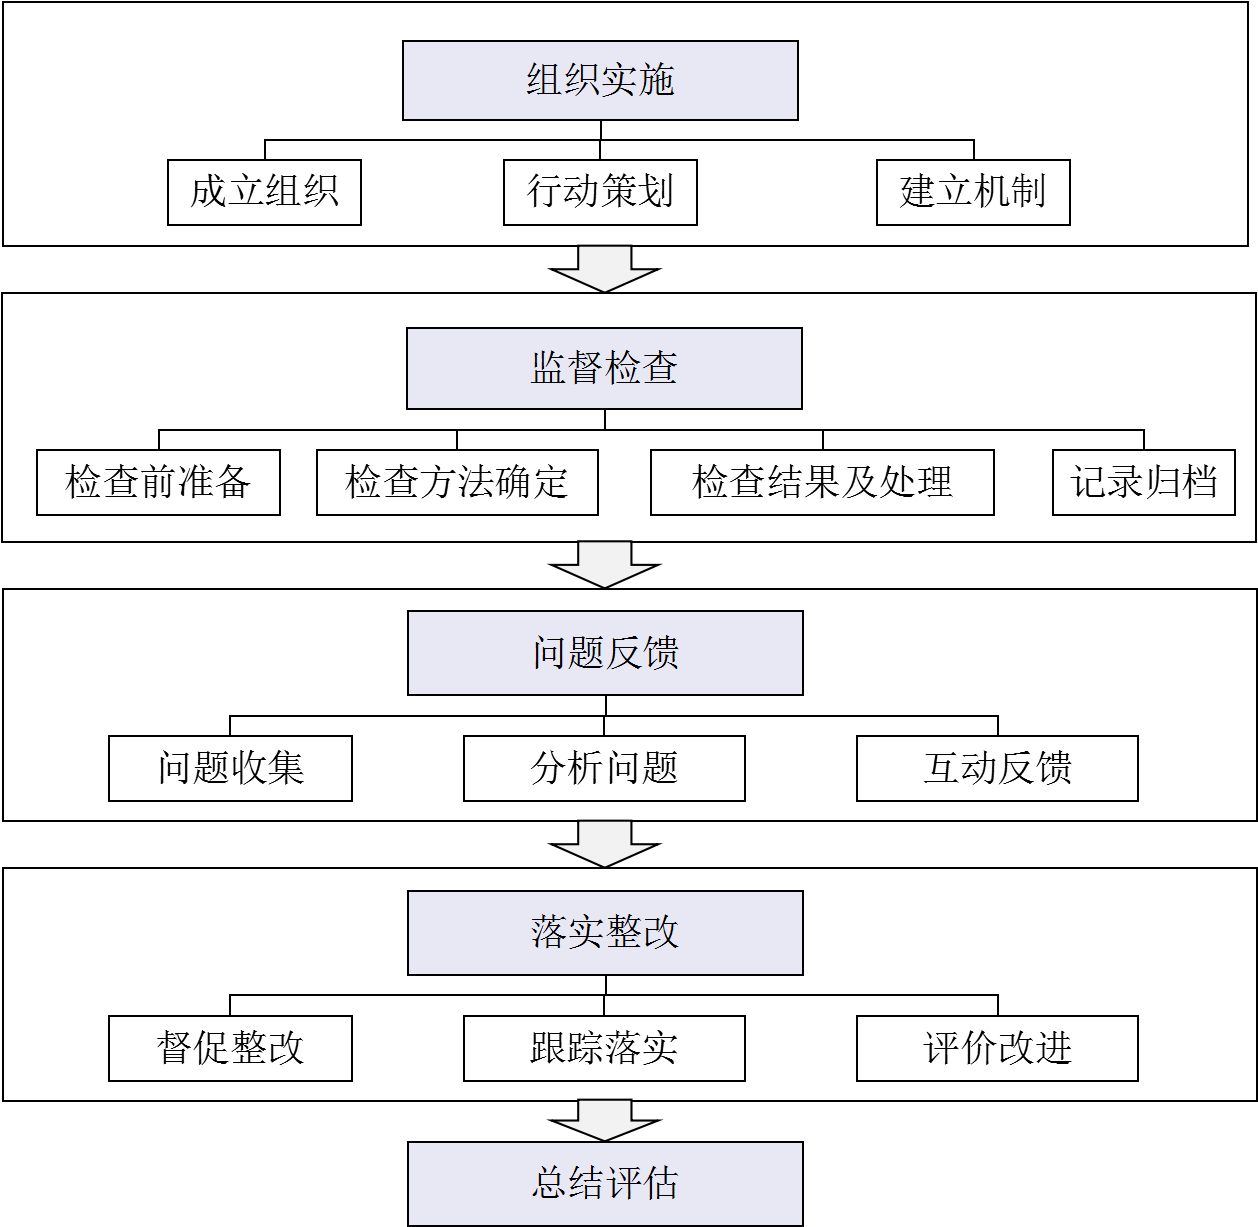 组织实施
成立组织 行动策划 建立机制
监督检查
检查前准备 检查方法确定 检查结果及处理 记录归档
问题反馈
问题收集 分析问题 互动反馈
落实整改
督促整改 跟踪落实 评价改进
总结评估